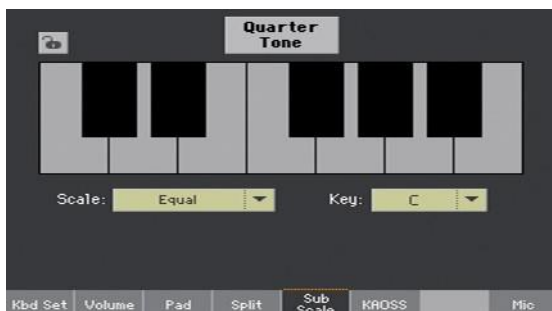 Quarter
Tone
Scale: Equal Key: C
Kbd Set Volume Pad Split Sub Scale KAOSS Mic